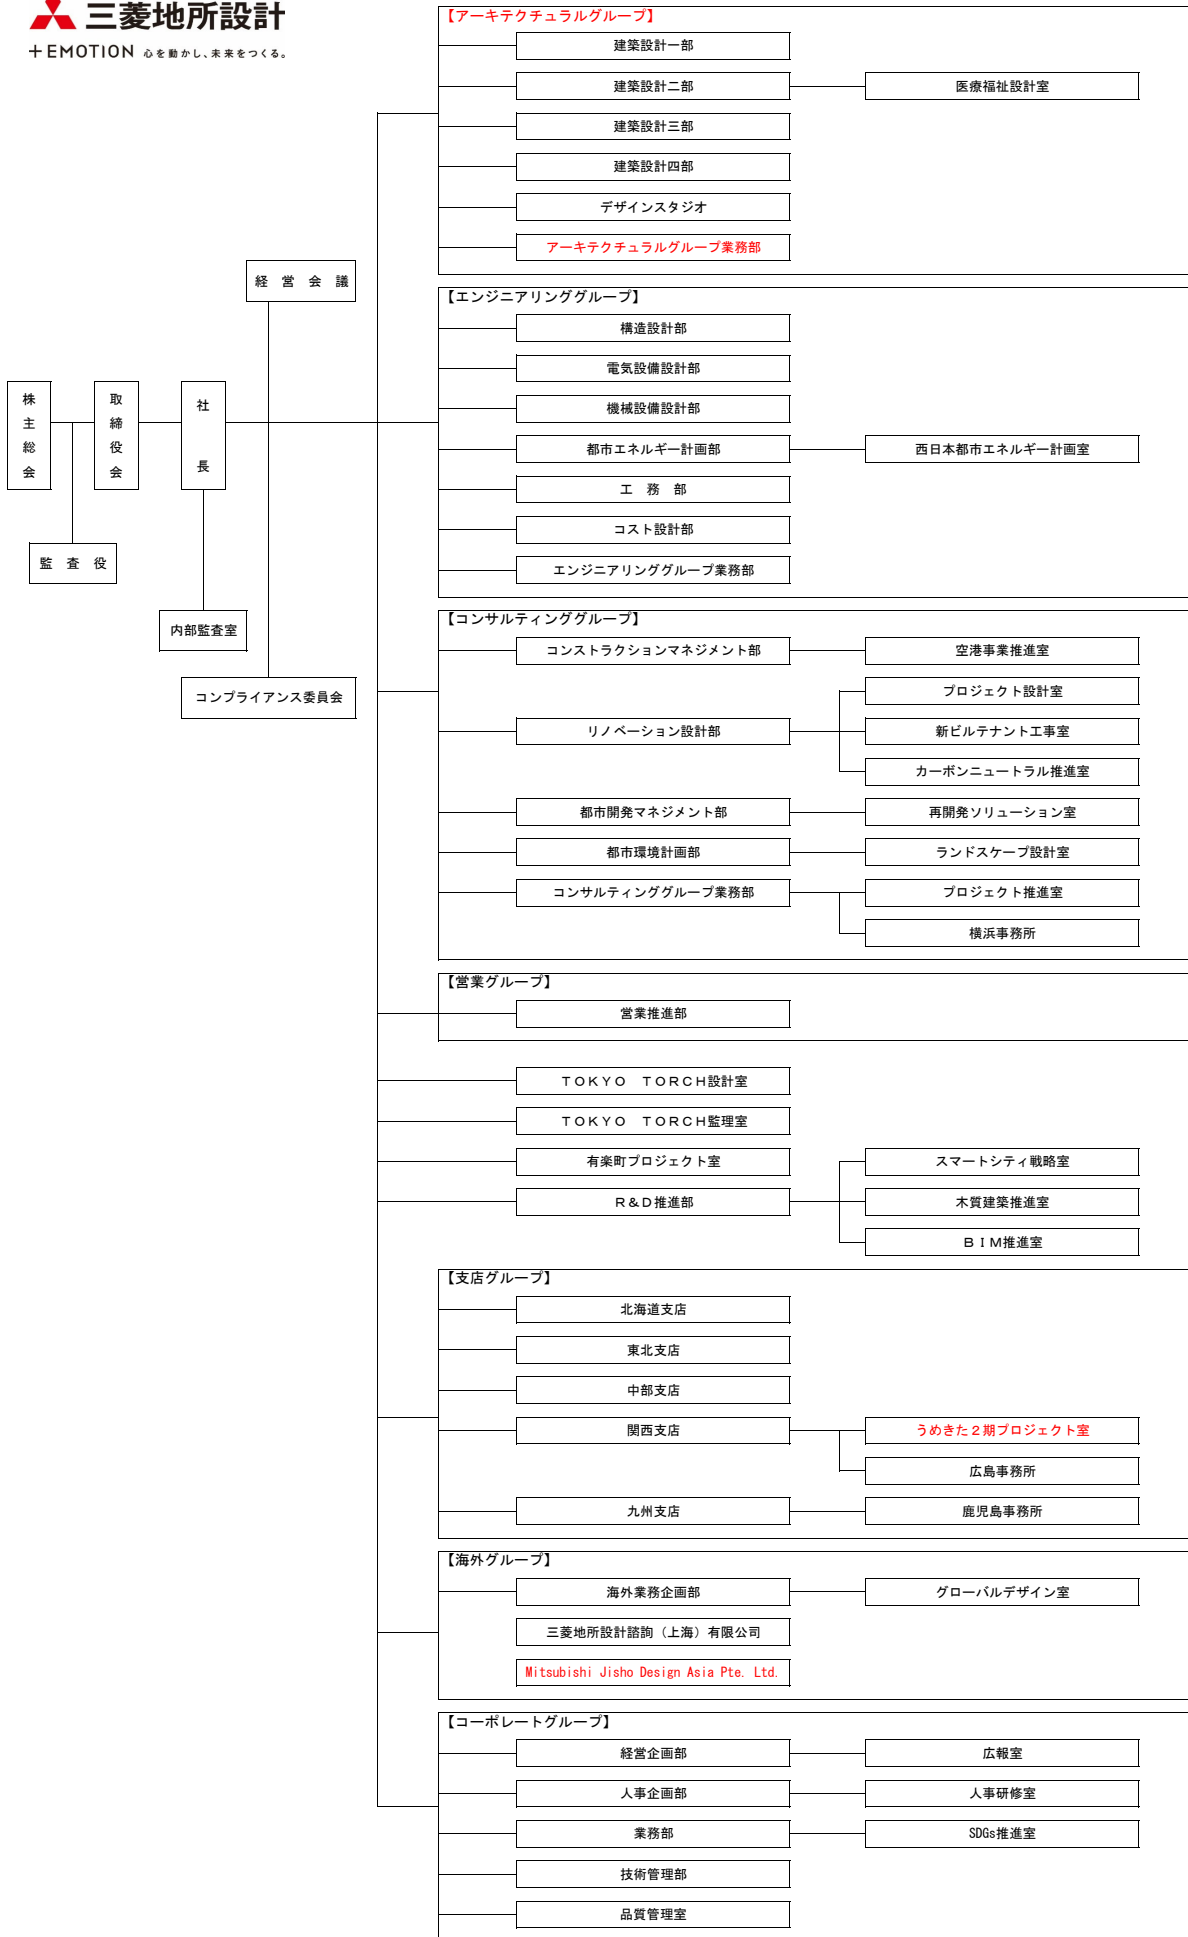 三菱地所設計
＋EMOTION 心を動かし、未来をつくる。
【アーキテクチュラルグループ】
建築設計一部
建築設計二部
医療福祉設計室
建築設計三部
建築設計四部
デザインスタジオ
アーキテクチュラルグループ業務部
経 営 会 議
【エンジニアリンググループ】
構造設計部
電気設備設計部
機械設備設計部
都市エネルギー計画部
西日本都市エネルギー計画室
工 務 部
コスト設計部
エンジニアリンググループ業務部
株主総会
取締役会
社長
監 査 役
内部監査室
コンプライアンス委員会
【コンサルティンググループ】
コンストラクションマネジメント部
空港事業推進室
プロジェクト設計室
リノベーション設計部
新ビルテナント工事室
カーボンニュートラル推進室
都市開発マネジメント部
再開発ソリューション室
都市環境計画部
ランドスケープ設計室
コンサルティンググループ業務部
プロジェクト推進室
横浜事務所
【営業グループ】
営業推進部
ＴＯＫＹＯ　ＴＯＲＣＨ設計室
ＴＯＫＹＯ　ＴＯＲＣＨ監理室
有楽町プロジェクト室
スマートシティ戦略室
Ｒ＆Ｄ推進部
木質建築推進室
ＢＩＭ推進室
【支店グループ】
北海道支店
東北支店
中部支店
関西支店
うめきた２期プロジェクト室
広島事務所
九州支店
鹿児島事務所
【海外グループ】
海外業務企画部
グローバルデザイン室
三菱地所設計諮詢（上海）有限公司
Mitsubishi Jisho Design Asia Pte. Ltd.
【コーポレートグループ】
経営企画部
広報室
人事企画部
人事研修室
業務部
SDGs推進室
技術管理部
品質管理室